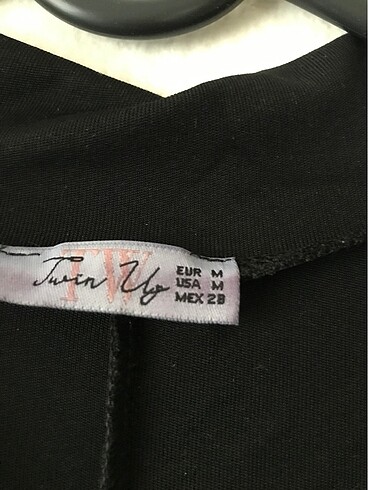 Twin Up
TW
EUR M
USA M
MEX 28